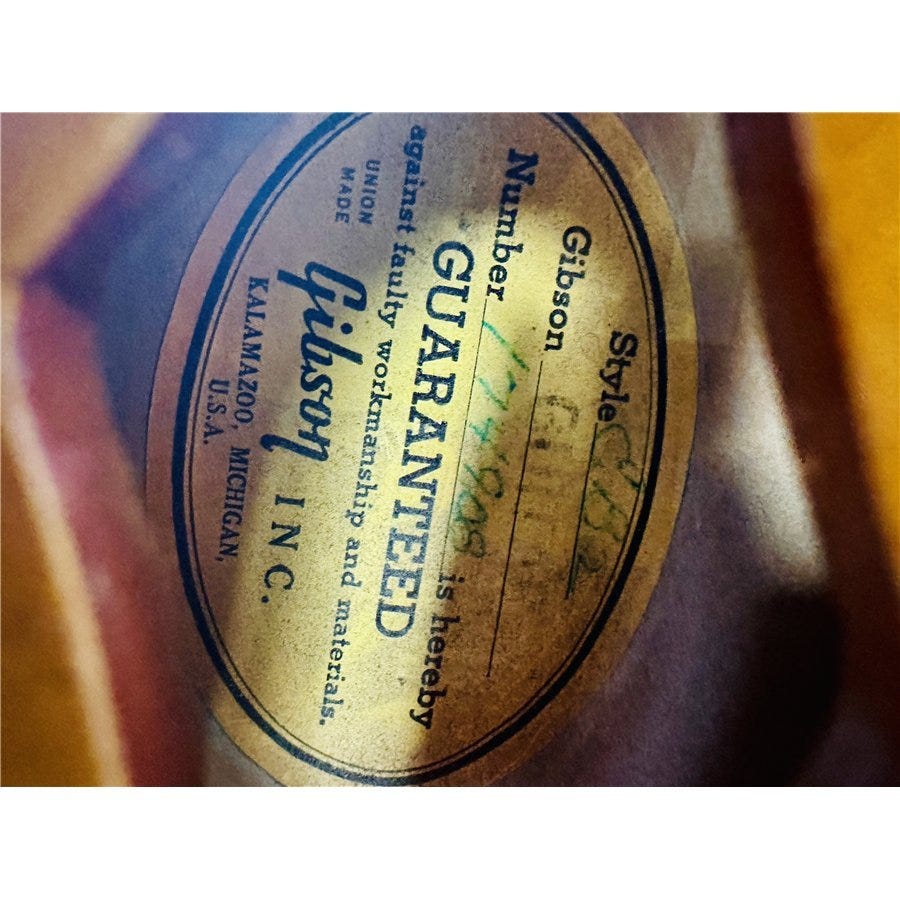 Style
Gibson
Number is hereby
GUARANTEED
against faulty workmanship and materials.
UNION
MADE
Gibson INC.
KALAMAZOO, MICHIGAN,
U.S.A.